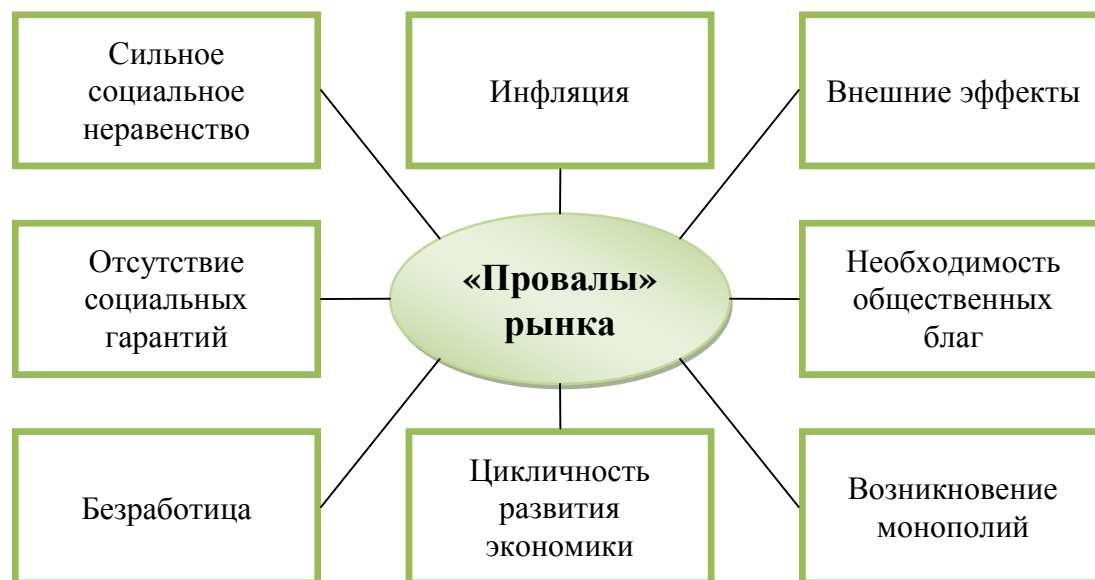 Сильное
социальное
неравенство
Инфляция
Внешние эффекты
Отсутствие
социальных
гарантий
«Провалы»
рынка
Необходимость
общественных
благ
Безработица
Цикличность
развития
экономики
Возникновение
монополий